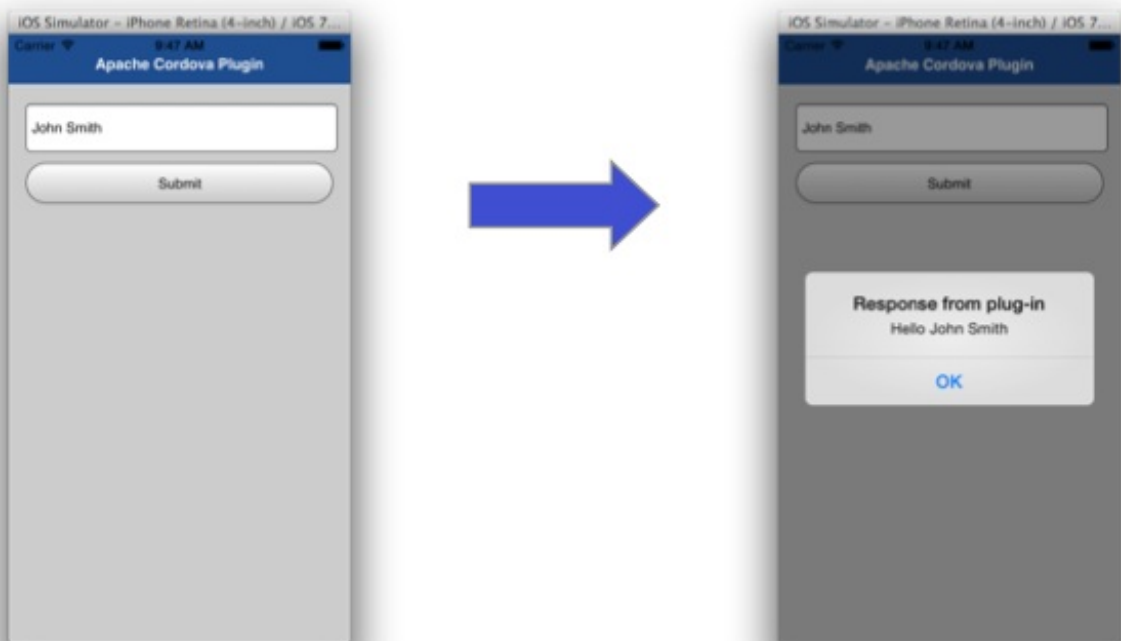 iOS Simulator – iPhone Retina (4-inch) / iOS 7...
Carrier 9:47 AM
Apache Cordova Plugin
John Smith
Submit
iOS Simulator – iPhone Retina (4-inch) / iOS 7...
Carrier 9:47 AM
Apache Cordova Plugin
John Smith
Submit
Response from plug-in
Hello John Smith
OK